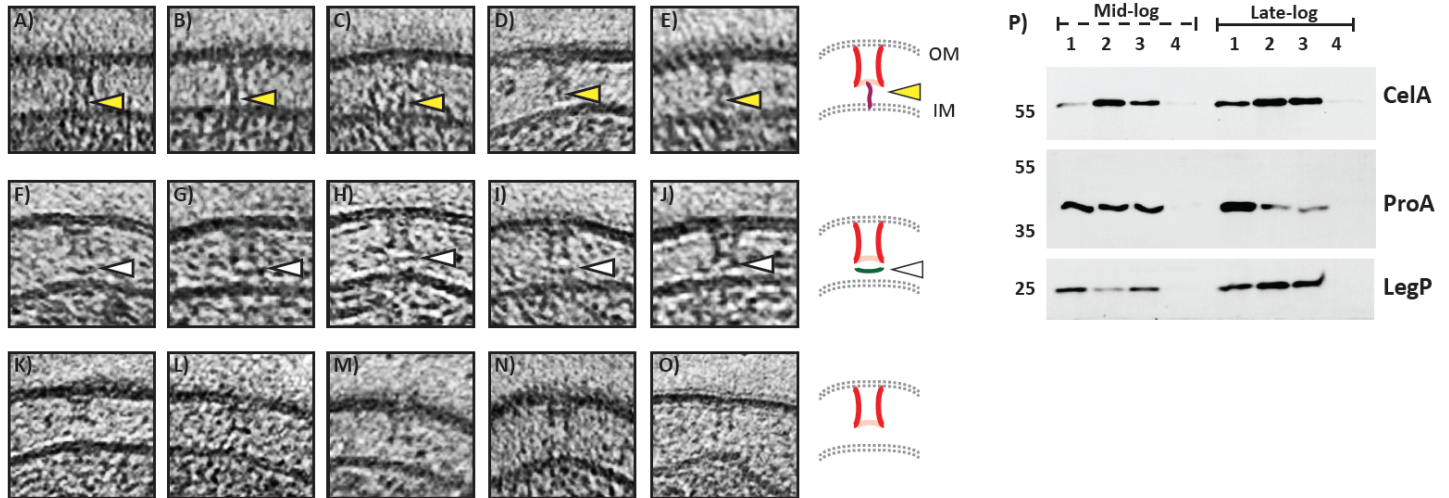 A) B) C) D) E)
OM
IM
F) G) H) I) J)
K) L) M) N) O)
P) Mid-log Late-log
1 2 3 4 1 2 3 4
55 CelA
55
35 ProA
25 LegP